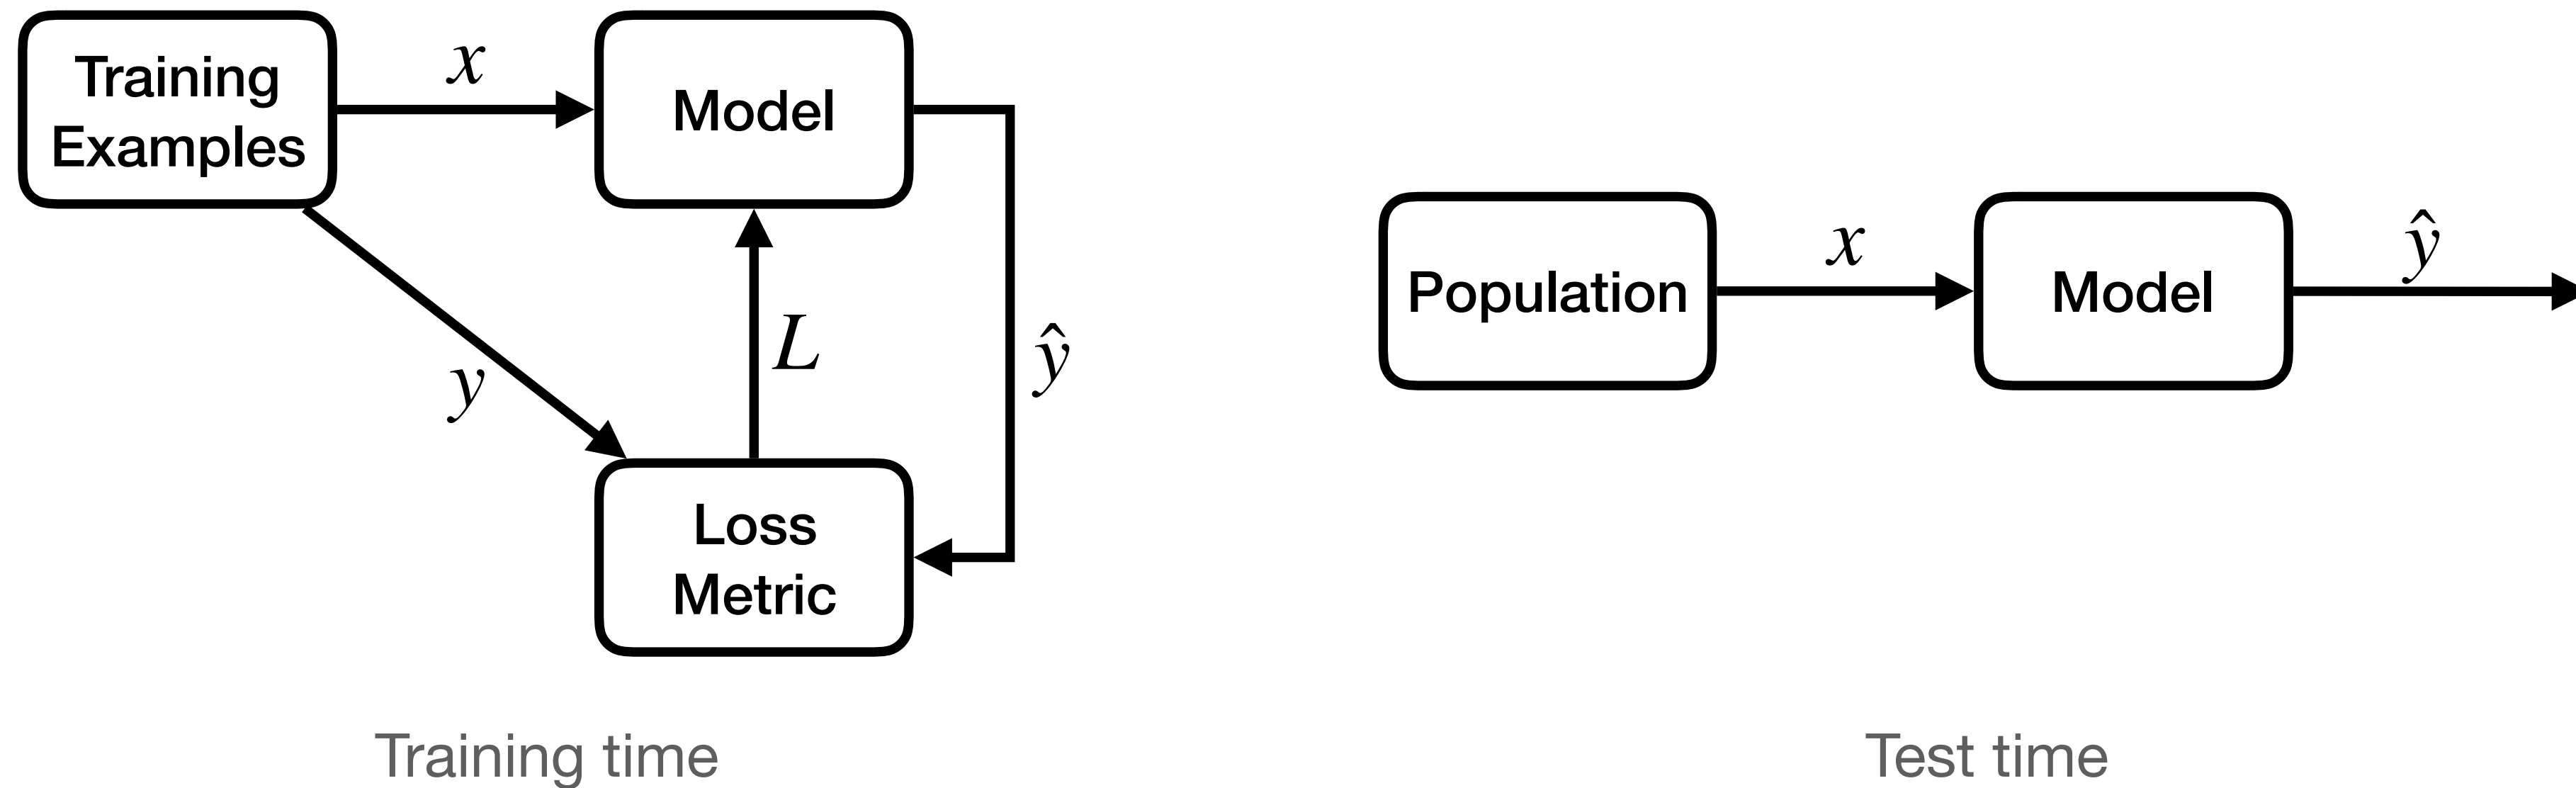 Training
Examples
x
Model
y
L
ŷ
Loss
Metric
Training time
Population
x
Model
ŷ
Test time